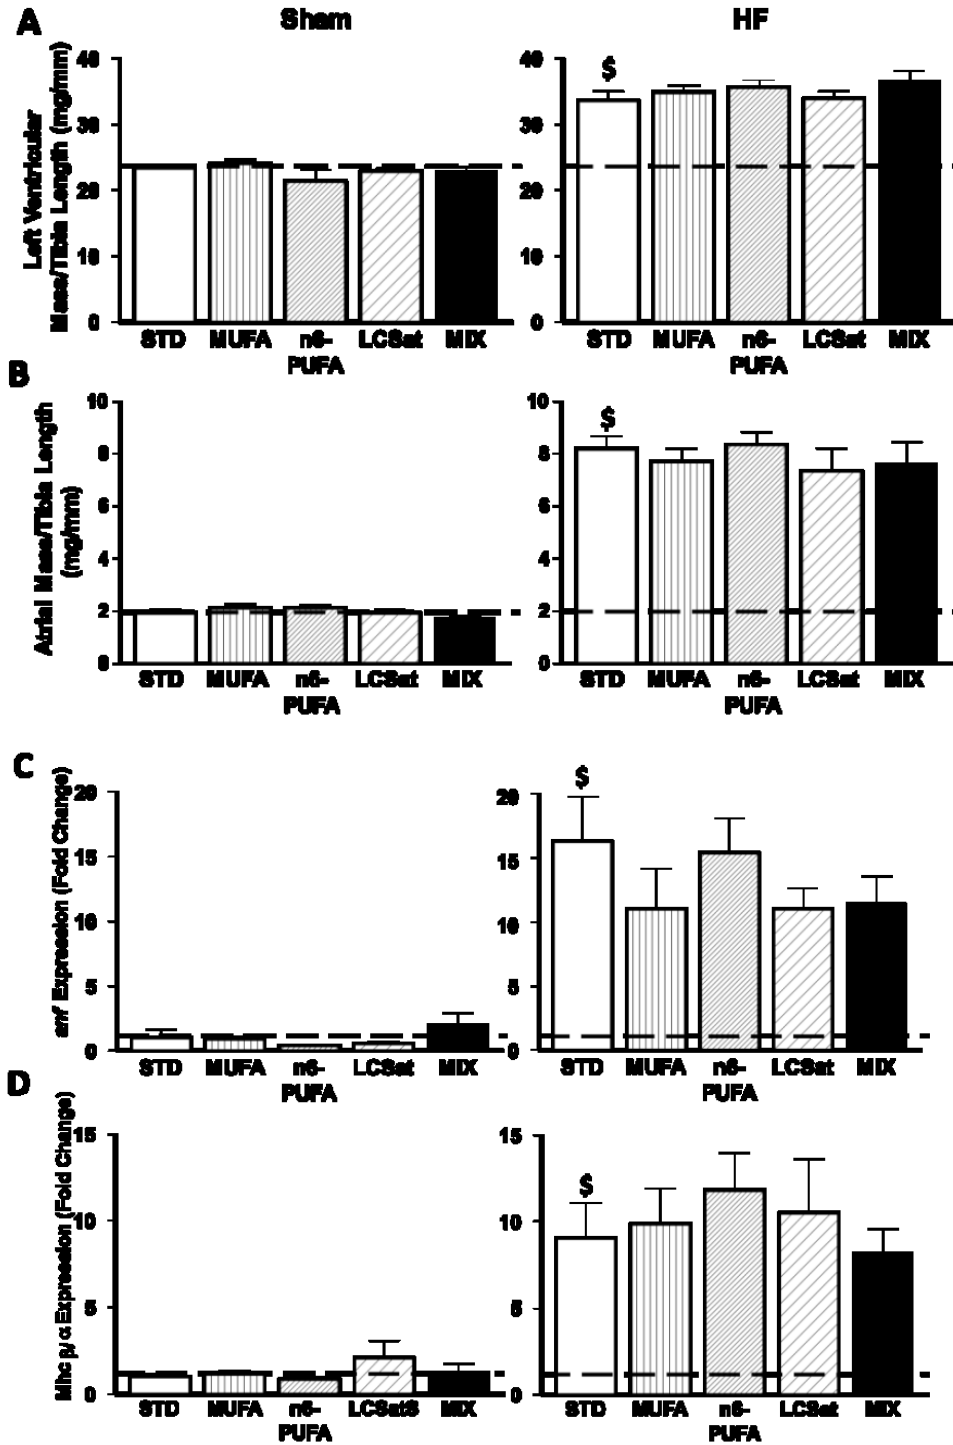 A
Sham
HF
Left Ventricular
Mass/Tibia Length (mg/mm)
40
30
20
10
0
STD
MUFA
n6-
PUFA
LCSat
MIX
40
30
20
10
0
$
STD
MUFA
n6-
PUFA
LCSat
MIX
B
Atrial Mass/Tibia Length
(mg/mm)
10
8
6
4
2
0
STD
MUFA
n6-
PUFA
LCSat
MIX
10
8
6
4
2
0
$
STD
MUFA
n6-
PUFA
LCSat
MIX
C
anf Expression (Fold Change)
20
15
10
5
0
STD
MUFA
n6-
PUFA
LCSat
MIX
20
15
10
5
0
$
STD
MUFA
n6-
PUFA
LCSat
MIX
D
Mhc β/α Expression (Fold Change)
15
10
5
0
STD
MUFA
n6-
PUFA
LCSatS
MIX
15
10
5
0
$
STD
MUFA
n6-
PUFA
LCSat
MIX